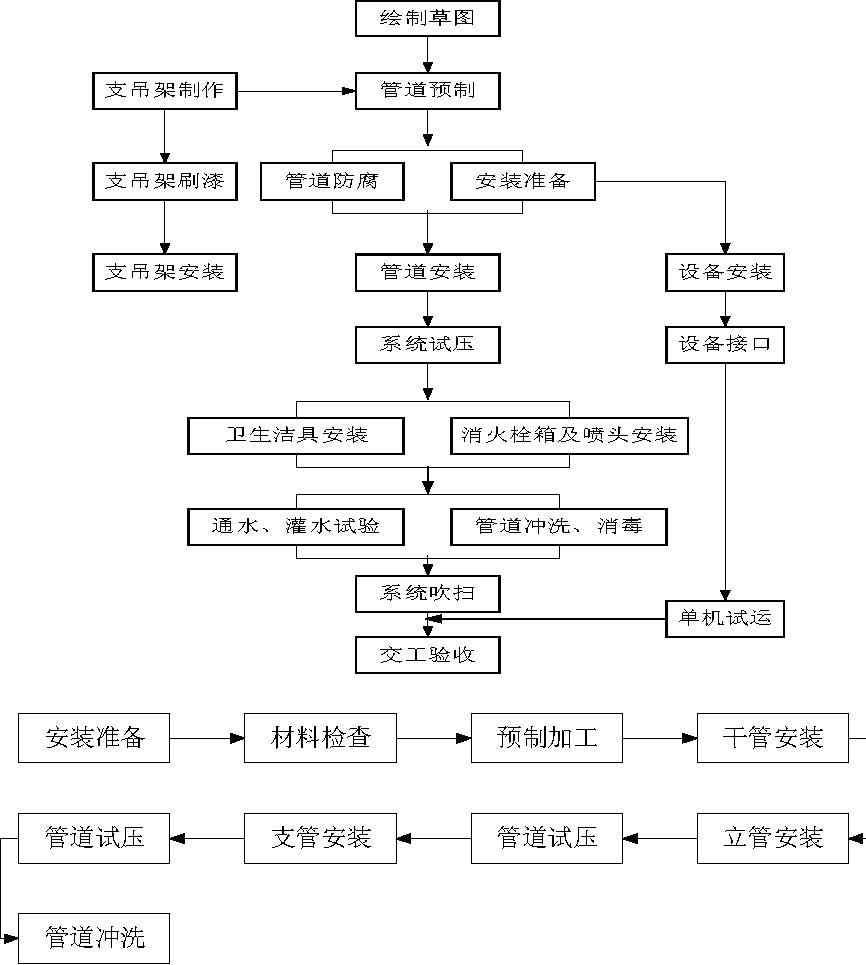 绘制草图
支吊架制作
管道预制
支吊架刷漆
管道防腐
安装准备
支吊架安装
管道安装
设备安装
系统试压
设备接口
卫生洁具安装
消火栓箱及喷头安装
通水、灌水试验
管道冲洗、消毒
系统吹扫
单机试运
交工验收
安装准备
材料检查
预制加工
干管安装
管道试压
支管安装
管道试压
立管安装
管道冲洗